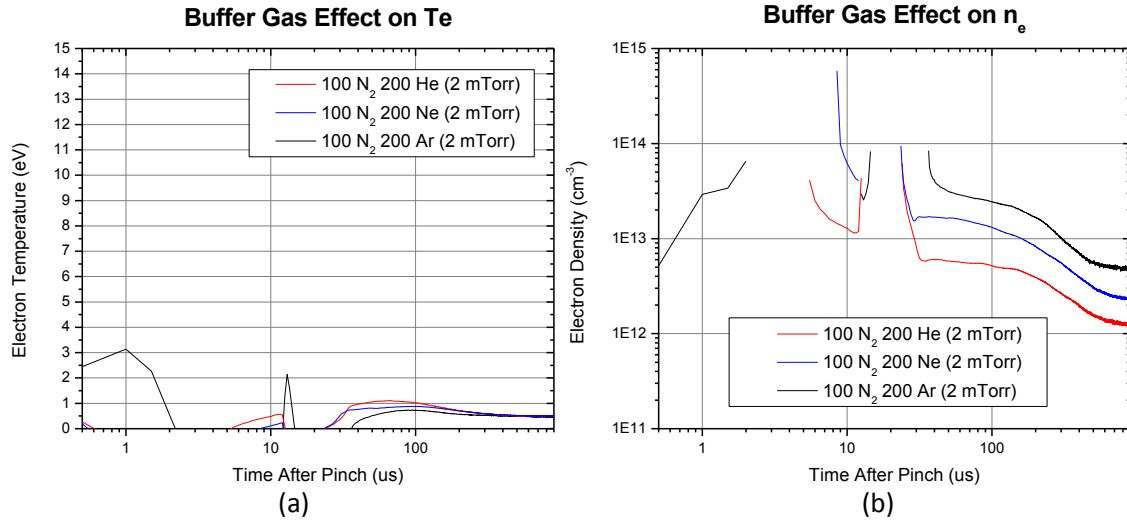 Buffer Gas Effect on Te
15
14
13
12
11
10
9
8
7
6
5
4
3
2
1
0
Electron Temperature (eV)
100 N₂ 200 He (2 mTorr)
100 N₂ 200 Ne (2 mTorr)
100 N₂ 200 Ar (2 mTorr)
1 10 100
Time After Pinch (us)
(a)
Buffer Gas Effect on nₑ
1E15
1E14
1E13
1E12
1E11
Electron Density (cm⁻³)
100 N₂ 200 He (2 mTorr)
100 N₂ 200 Ne (2 mTorr)
100 N₂ 200 Ar (2 mTorr)
1 10 100
Time After Pinch (us)
(b)